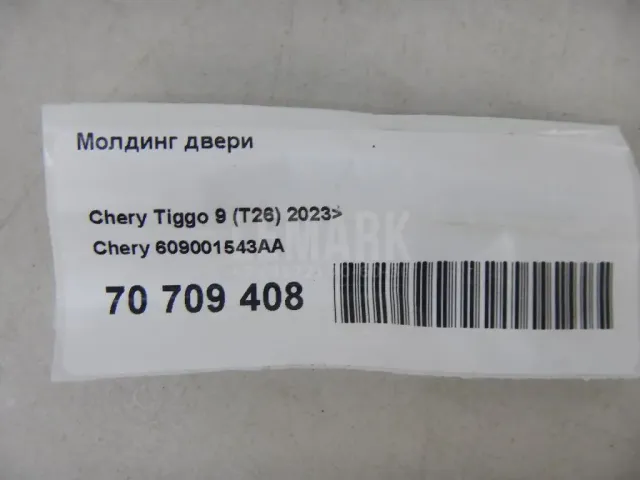 Молдинг двери
Chery Tiggo 9 (T26) 2023>
Chery 609001543AA
70 709 408